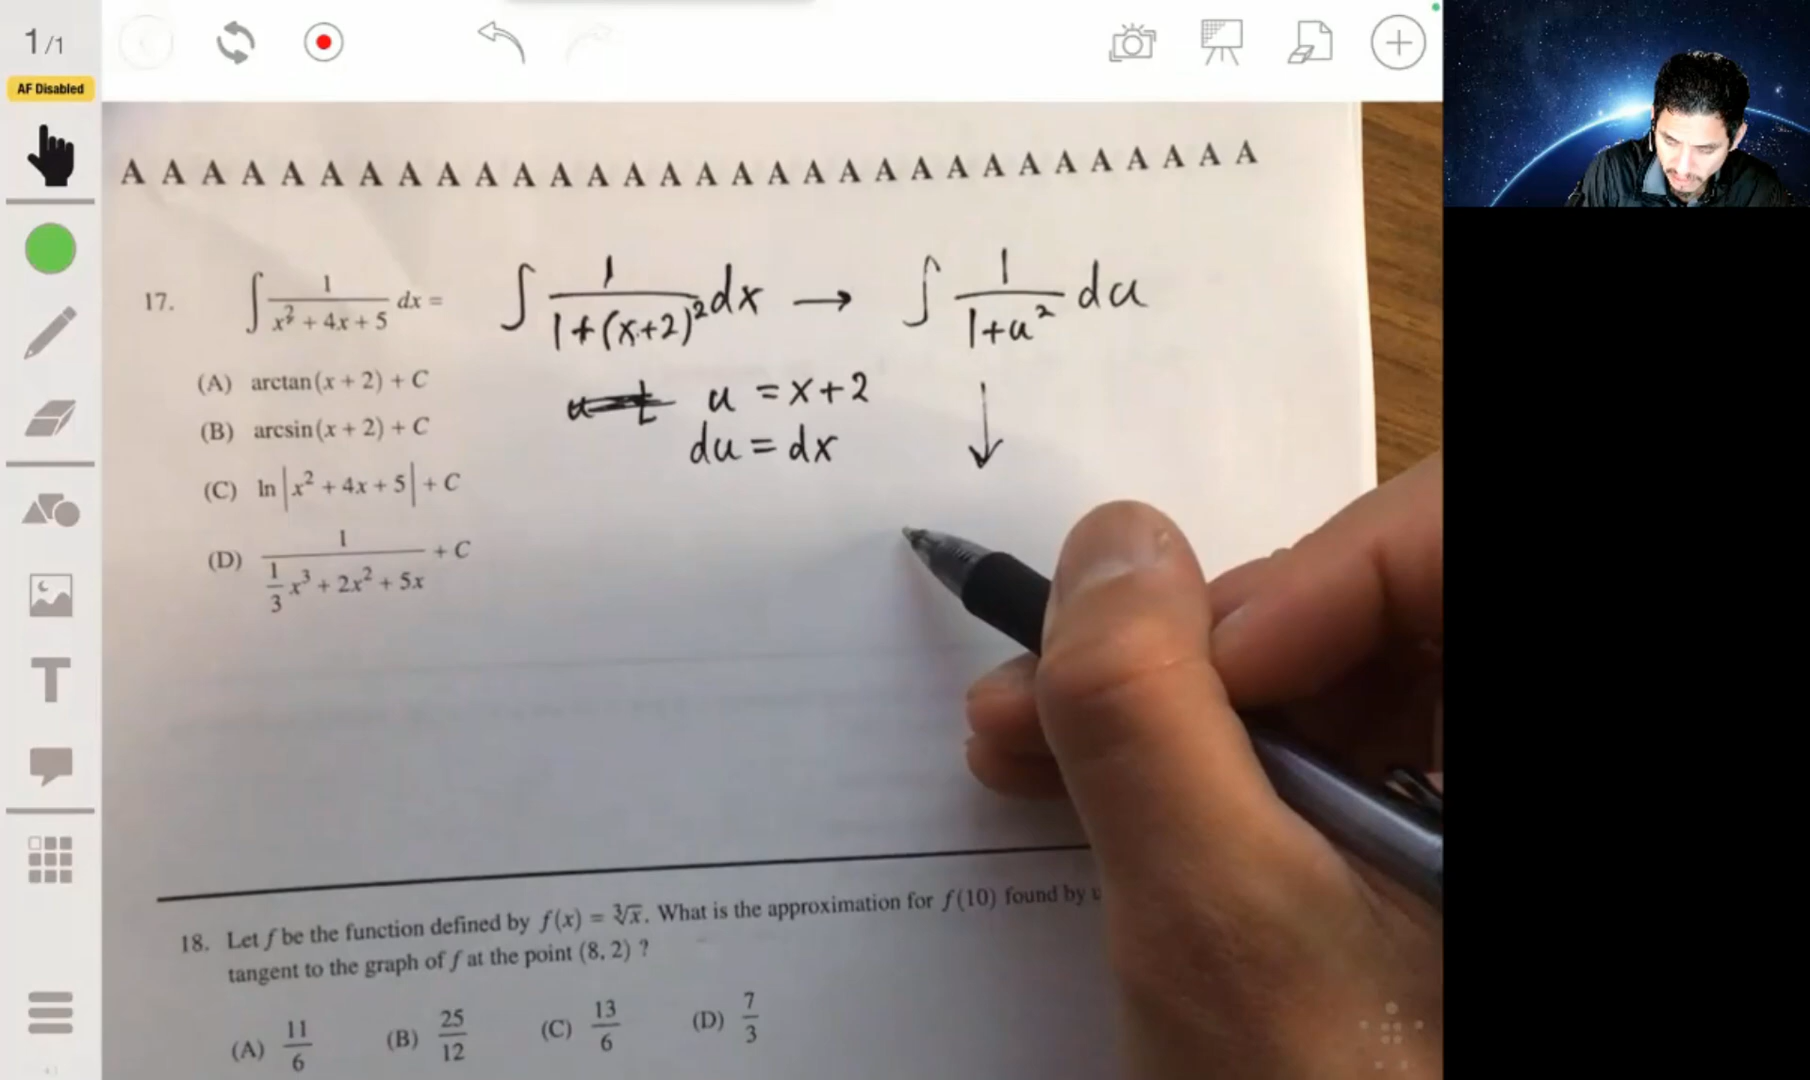 1/1
AF Disabled
A A A A A A A A A A A A A A A A A A A A A A A A A A A A A A
17. ∫ 1/(x² + 4x + 5) dx =
∫ 1/(1+(x+2)²) dx → ∫ 1/(1+u²) du
u = x+2
du = dx
↓
(A) arctan(x + 2) + C
(B) arcsin(x + 2) + C
(C) ln|x² + 4x + 5| + C
(D) 1/(1/3 x³ + 2x² + 5x) + C
T
18. Let f be the function defined by f(x) = ∛x. What is the approximation for f(10) found by
tangent to the graph of f at the point (8, 2) ?
(A) 11/6 (B) 25/12 (C) 13/6 (D) 7/3